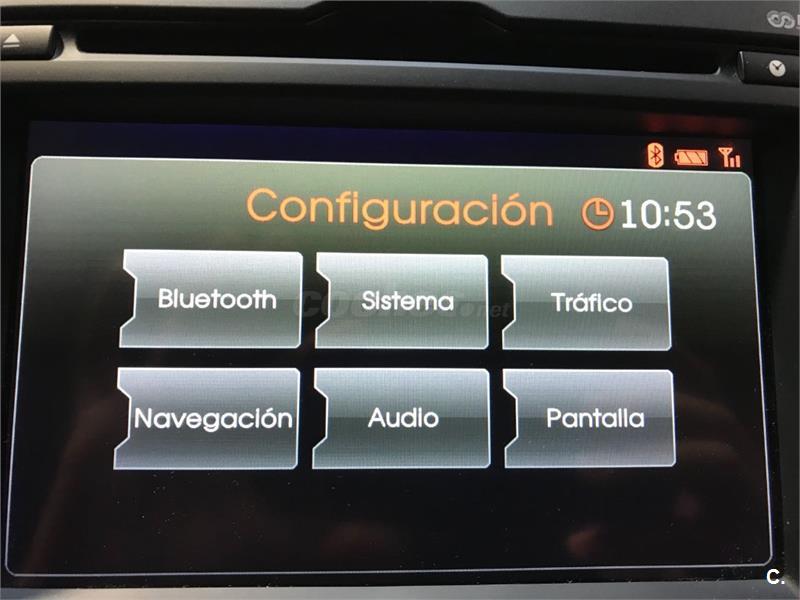 Configuración 10:53
Bluetooth Sistema Tráfico
Navegación Audio Pantalla
C.